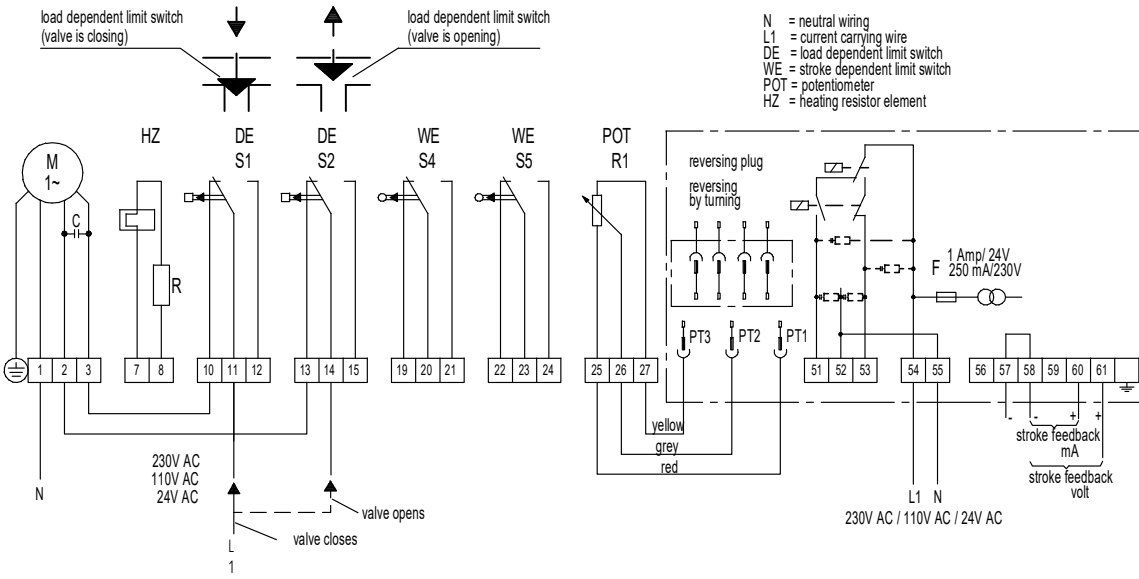 load dependent limit switch
(valve is closing)
load dependent limit switch
(valve is opening)
N = neutral wiring
L1 = current carrying wire
DE = load dependent limit switch
WE = stroke dependent limit switch
POT = potentiometer
HZ = heating resistor element
M
1~
C
HZ
R
DE
S1
DE
S2
WE
S4
WE
S5
POT
R1
reversing plug
reversing
by turning
F
1 Amp/ 24V
250 mA/230V
PT3
PT2
PT1
1 2 3
7 8
10 11 12
13 14 15
19 20 21
22 23 24
25 26 27
51 52 53
54 55
56 57 58 59 60 61
yellow
grey
red
- - + +
stroke feedback
mA
stroke feedback
volt
N
230V AC
110V AC
24V AC
valve opens
valve closes
L
1
L1 N
230V AC / 110V AC / 24V AC